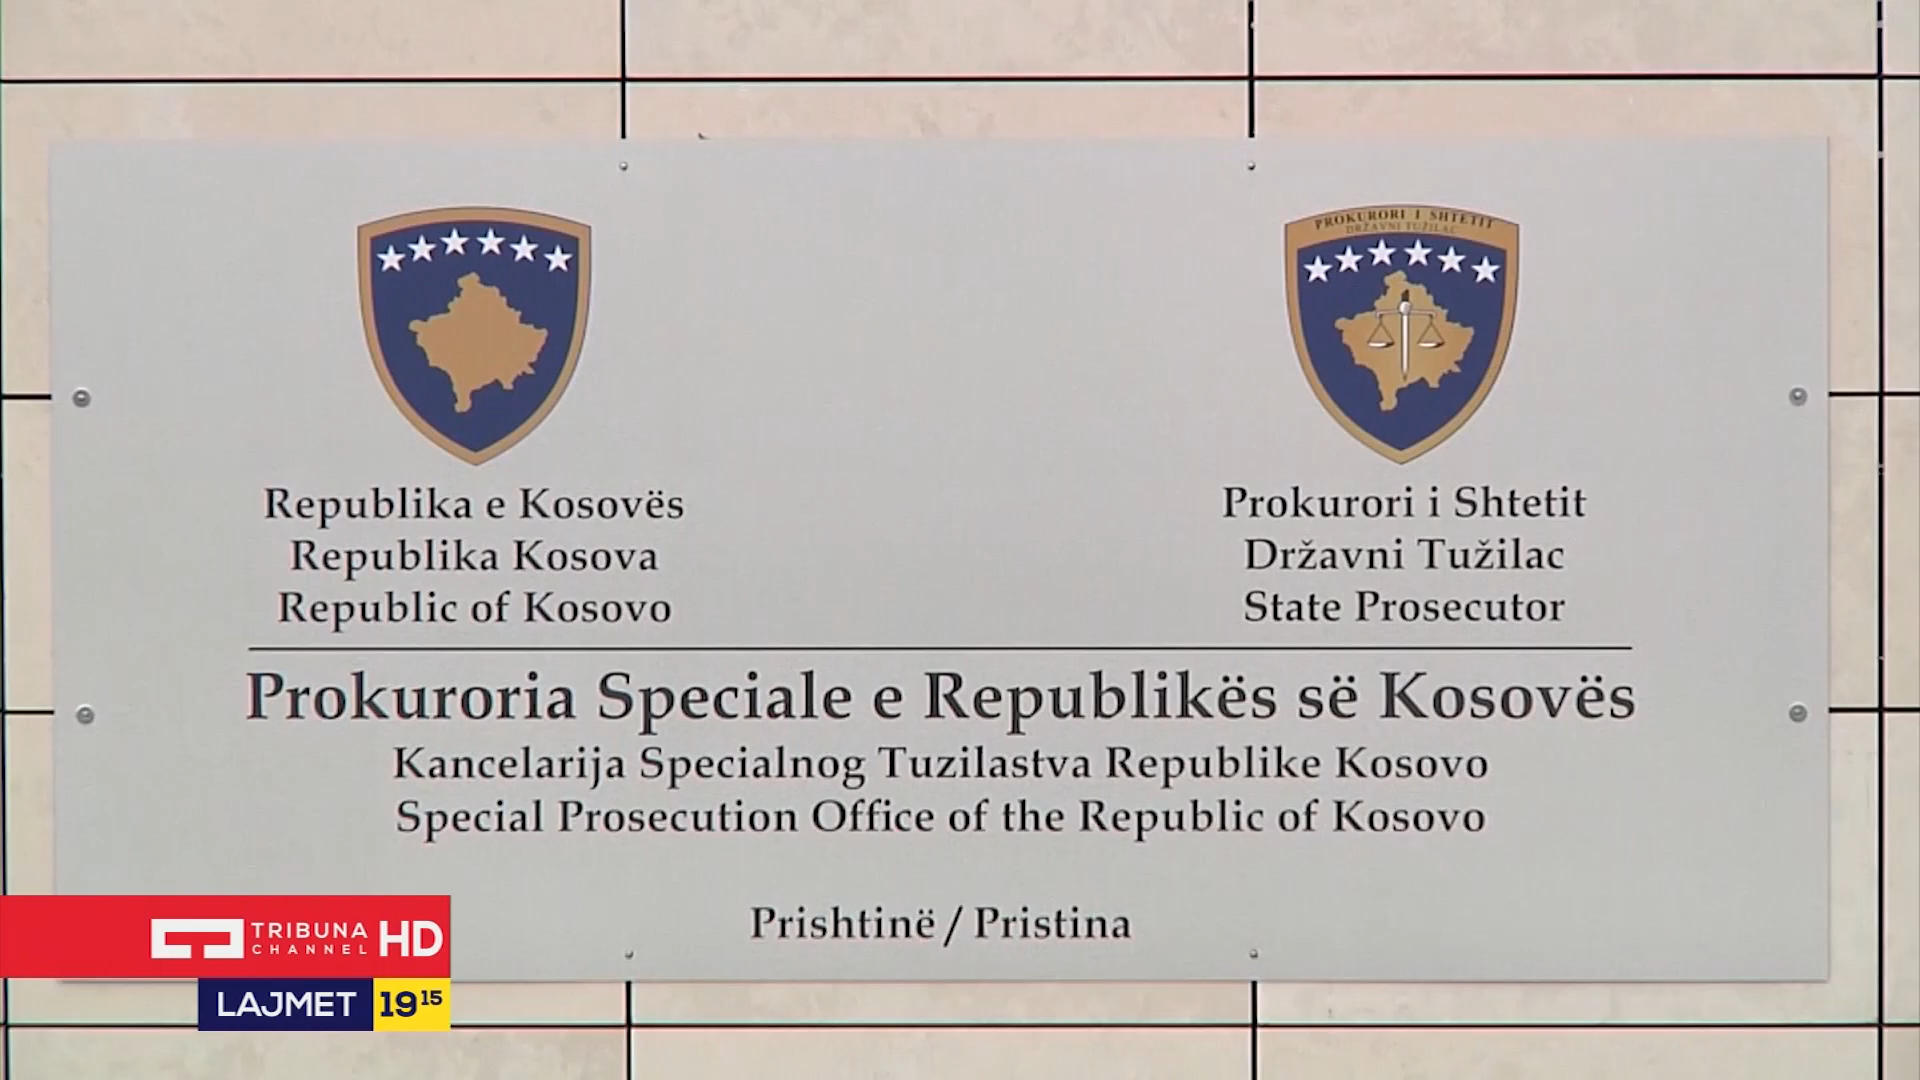 PROKURORI I SHTETIT
DRŽAVNI TUŽILAC
Republika e Kosovës
Republika Kosova
Republic of Kosovo
Prokurori i Shtetit
Državni Tužilac
State Prosecutor
Prokuroria Speciale e Republikës së Kosovës
Kancelarija Specialnog Tuzilastva Republike Kosovo
Special Prosecution Office of the Republic of Kosovo
Prishtinë / Pristina
TRIBUNA
CHANNEL
HD
LAJMET 19 15